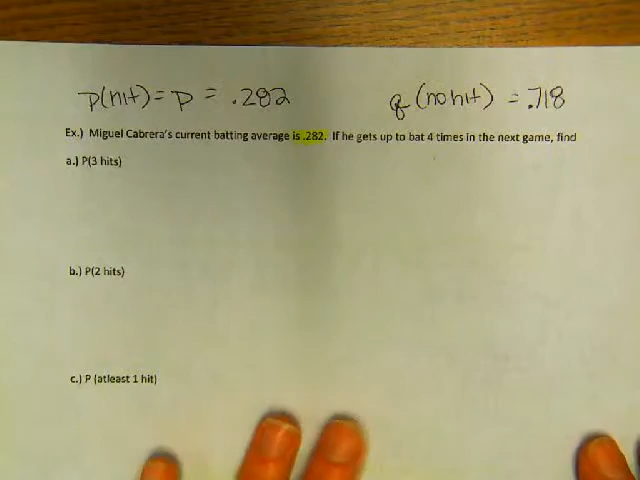 P(hit) = P = .282 q (no hit) = .718
Ex.) Miguel Cabrera's current batting average is .282. If he gets up to bat 4 times in the next game, find
a.) P(3 hits)
b.) P(2 hits)
c.) P (atleast 1 hit)